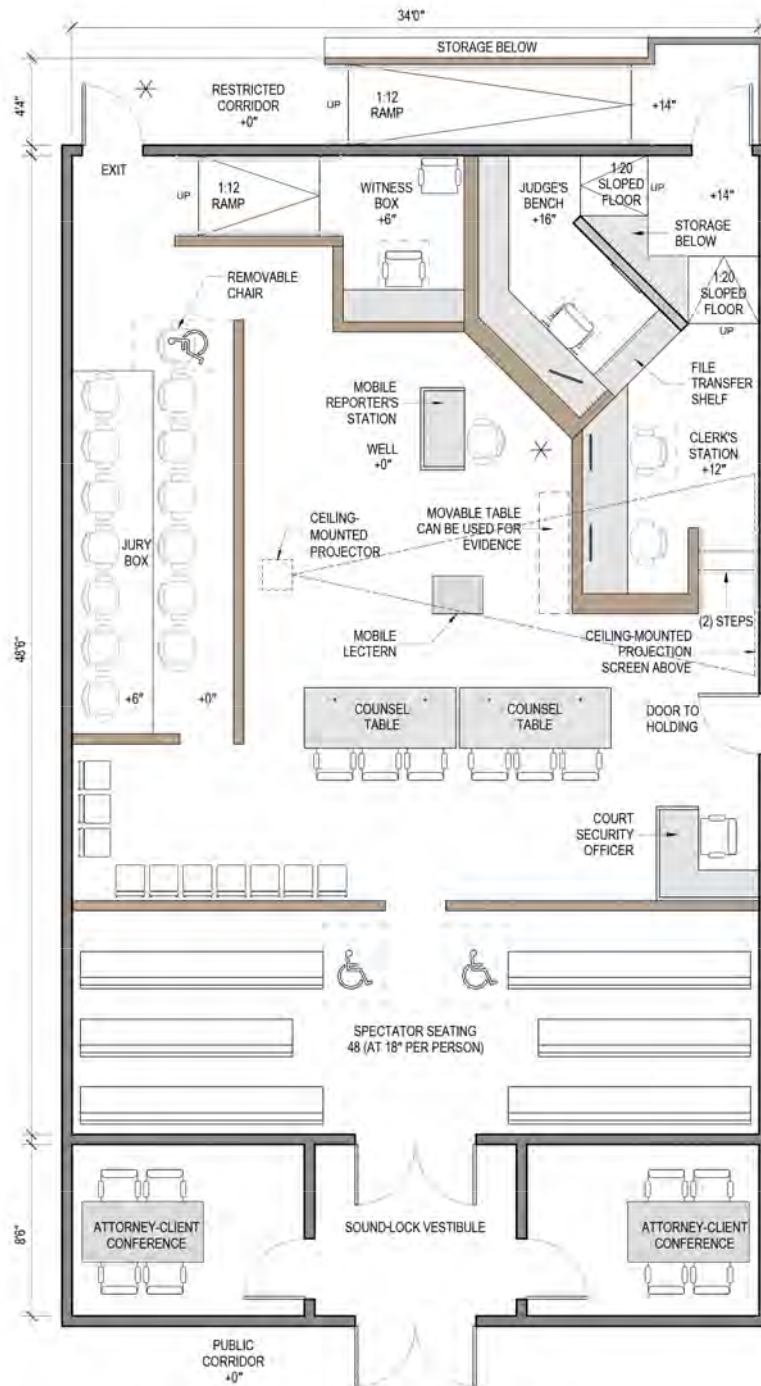 34'0"
STORAGE BELOW
4'4"
RESTRICTED
CORRIDOR
+0"
UP
1:12
RAMP
+14"
EXIT
UP
1:12
RAMP
WITNESS
BOX
+6"
JUDGE'S
BENCH
+16"
1:20
SLOPED
FLOOR
UP
+14"
STORAGE
BELOW
1:20
SLOPED
FLOOR
UP
REMOVABLE
CHAIR
FILE
TRANSFER
SHELF
MOBILE
REPORTER'S
STATION
WELL
+0"
CLERK'S
STATION
+12"
CEILING-
MOUNTED
PROJECTOR
MOVABLE TABLE
CAN BE USED FOR
EVIDENCE
JURY
BOX
48'6"
MOBILE
LECTERN
(2) STEPS
CEILING-MOUNTED
PROJECTION
SCREEN ABOVE
+6"
+0"
COUNSEL
TABLE
COUNSEL
TABLE
DOOR TO
HOLDING
COURT
SECURITY
OFFICER
SPECTATOR SEATING
48 (AT 18" PER PERSON)
8'6"
ATTORNEY-CLIENT
CONFERENCE
SOUND-LOCK VESTIBULE
ATTORNEY-CLIENT
CONFERENCE
PUBLIC
CORRIDOR
+0"